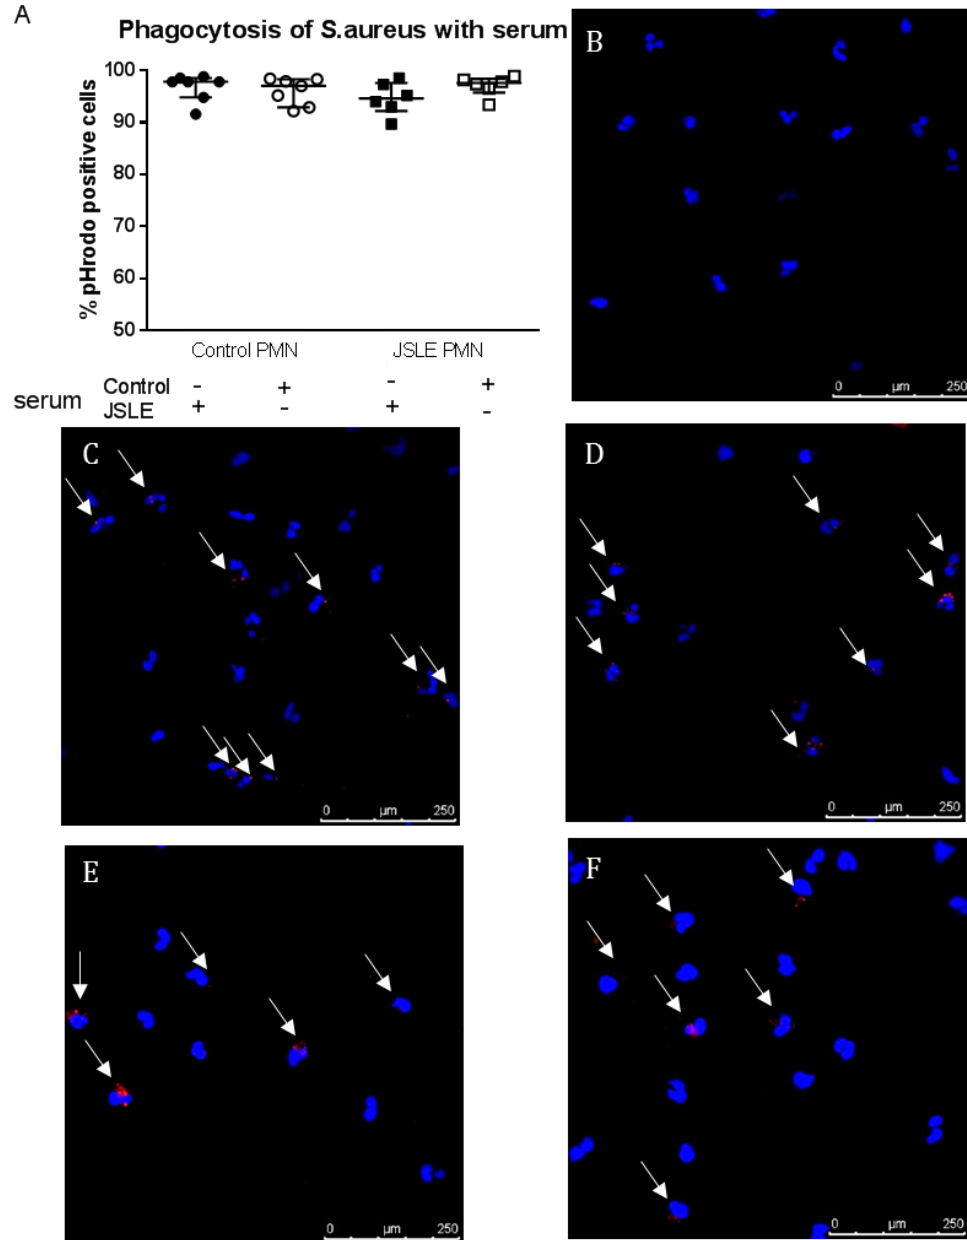 A
Phagocytosis of S.aureus with serum
% pHrodo positive cells
100
90
80
70
60
50
Control PMN JSLE PMN
serum
Control - + - +
JSLE + - + -
B
0 µm 250
C
0 µm 250
D
0 µm 250
E
0 µm 250
F
0 µm 250